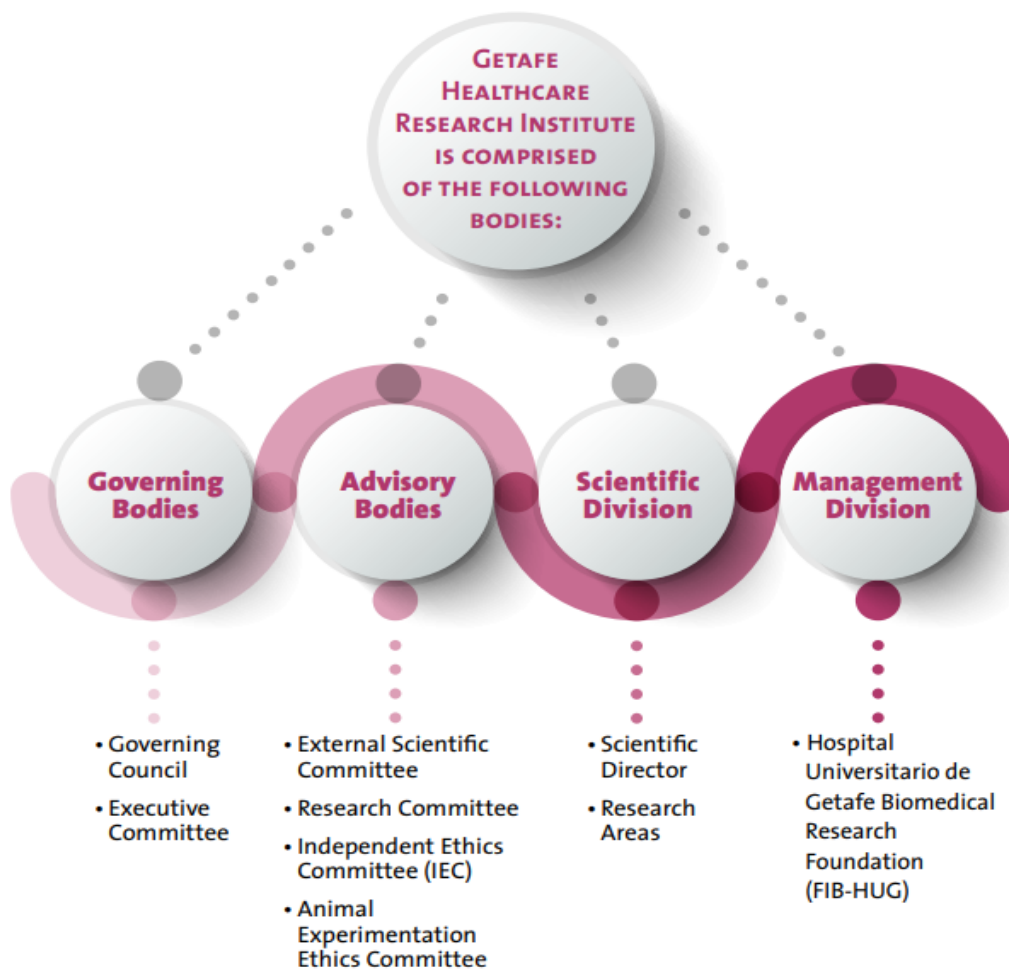 GETAFE
HEALTHCARE
RESEARCH INSTITUTE
IS COMPRISED
OF THE FOLLOWING
BODIES:
Governing
Bodies
Advisory
Bodies
Scientific
Division
Management
Division
• Governing
Council
• Executive
Committee
• External Scientific
Committee
• Research Committee
• Independent Ethics
Committee (IEC)
• Animal
Experimentation
Ethics Committee
• Scientific
Director
• Research
Areas
• Hospital
Universitario de
Getafe Biomedical
Research
Foundation
(FIB-HUG)